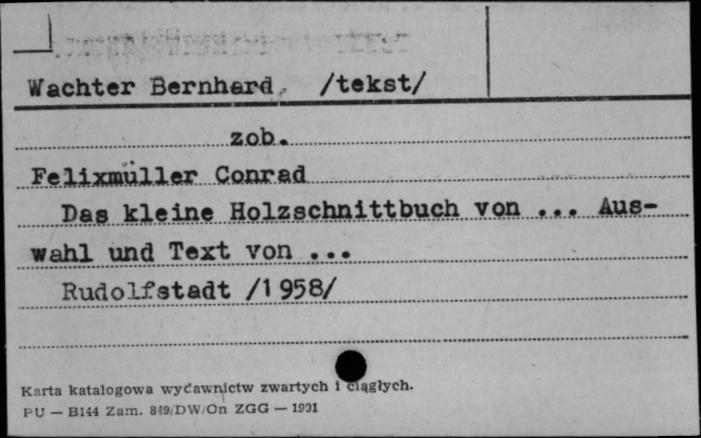 Wachter Bernhard, /tekst/
zob.
Felixmüller Conrad
Das kleine Holzschnittbuch von ... Aus-
wahl und Text von ...
Rudolfstadt /1958/
Karta katalogowa wydawnictw zwartych i ciągłych.
PU — B144 Zam. 849/DW/On ZGG — 1931